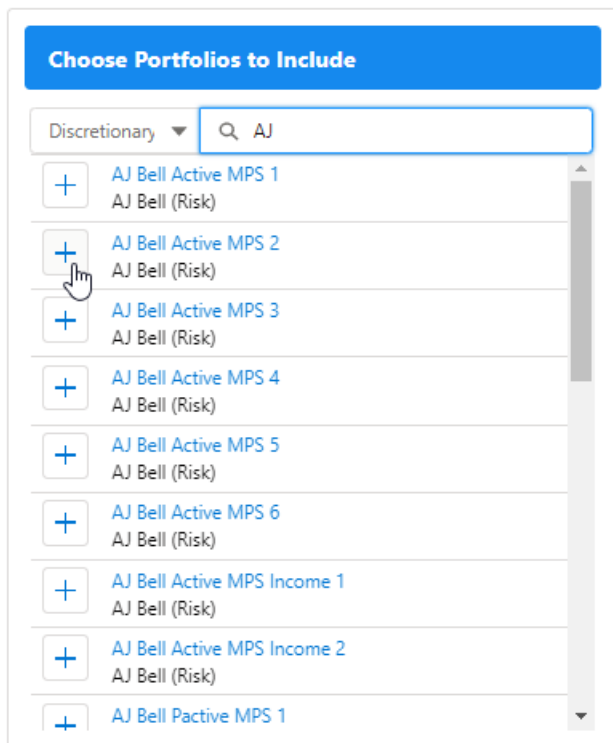 Choose Portfolios to Include
Discretionary AJ
AJ Bell Active MPS 1
AJ Bell (Risk)
AJ Bell Active MPS 2
AJ Bell (Risk)
AJ Bell Active MPS 3
AJ Bell (Risk)
AJ Bell Active MPS 4
AJ Bell (Risk)
AJ Bell Active MPS 5
AJ Bell (Risk)
AJ Bell Active MPS 6
AJ Bell (Risk)
AJ Bell Active MPS Income 1
AJ Bell (Risk)
AJ Bell Active MPS Income 2
AJ Bell (Risk)
AJ Bell Pactive MPS 1